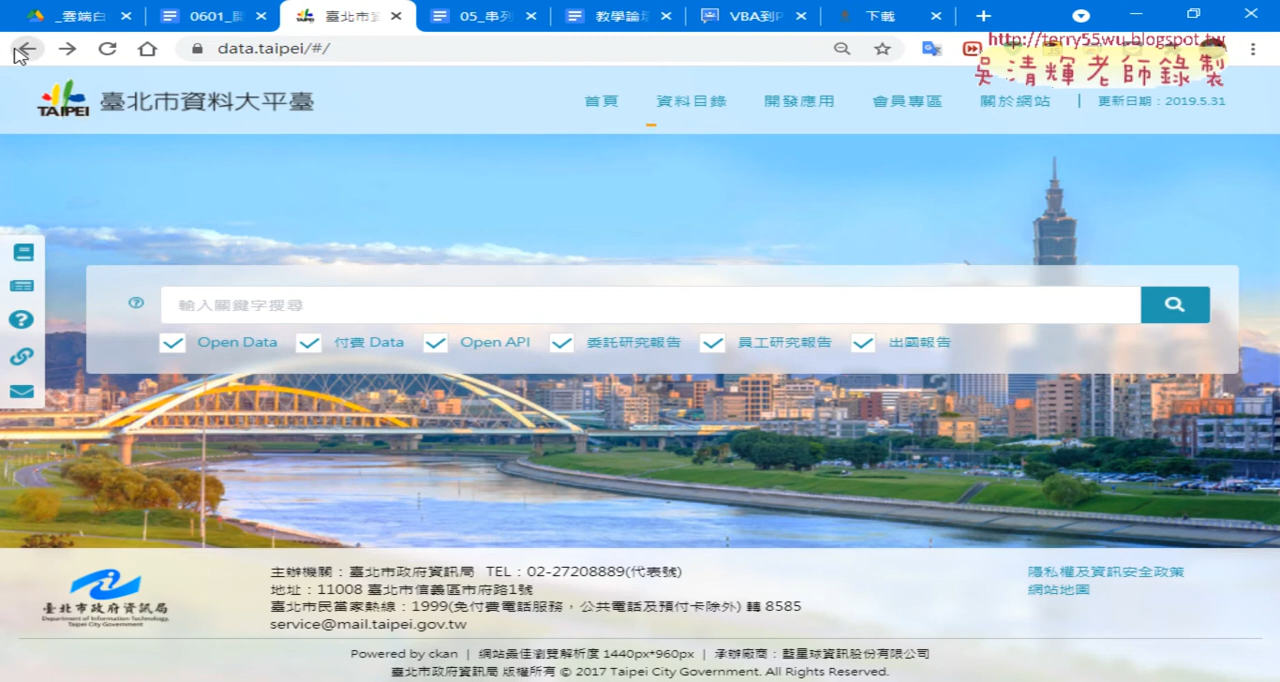 _雲端白
0601_
臺北市
05_串列
教學論
VBA到P
下載
data.taipei/#/
http://terry55wu.blogspot.tw
吳清輝老師錄製
TAIPEI 臺北市資料大平臺
首頁
資料目錄
開發應用
會員專區
關於網站
更新日期：2019.5.31
輸入關鍵字搜尋
Open Data
付費 Data
Open API
委託研究報告
員工研究報告
出國報告
臺北市政府資訊局
Department of Information Technology,
Taipei City Government
主辦機關：臺北市政府資訊局 TEL：02-27208889(代表號)
地址：11008 臺北市信義區市府路1號
臺北市民當家熱線：1999(免付費電話服務，公共電話及預付卡除外) 轉 8585
service@mail.taipei.gov.tw
隱私權及資訊安全政策
網站地圖
Powered by ckan | 網站最佳瀏覽解析度 1440px*960px | 承辦廠商：藍星球資訊股份有限公司
臺北市政府資訊局 版權所有 © 2017 Taipei City Government. All Rights Reserved.